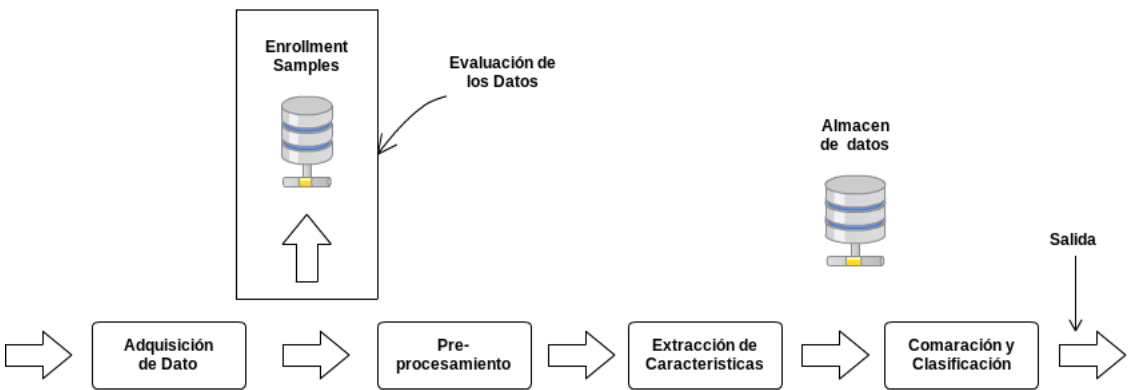 Enrollment
Samples
Evaluación de
los Datos
Almacen
de datos
Salida
Adquisición
de Dato
Pre-
procesamiento
Extracción de
Caracteristicas
Comaración y
Clasificación